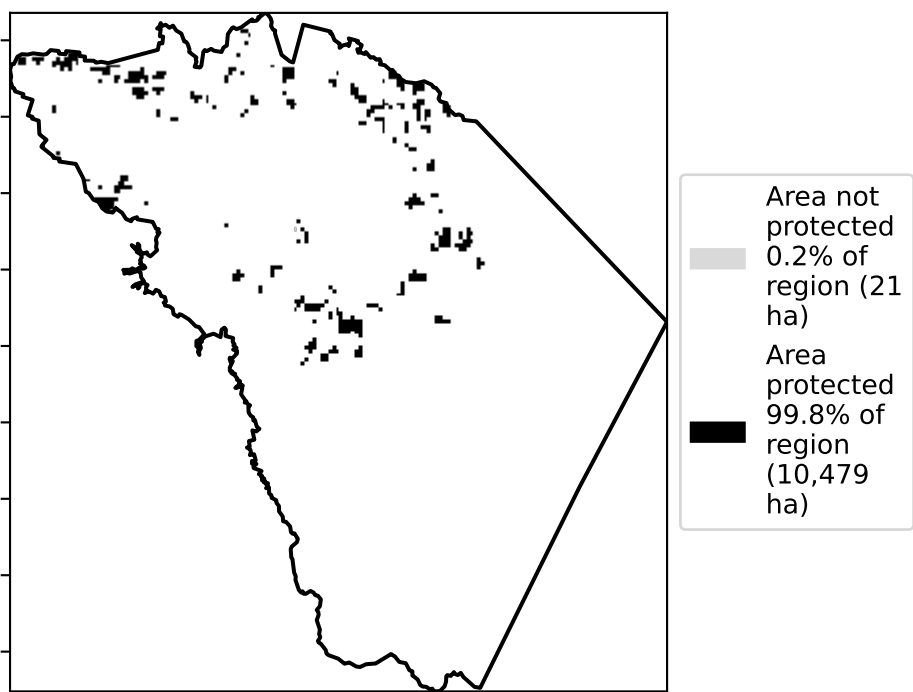 Area not
protected
0.2% of
region (21
ha)
Area
protected
99.8% of
region
(10,479
ha)